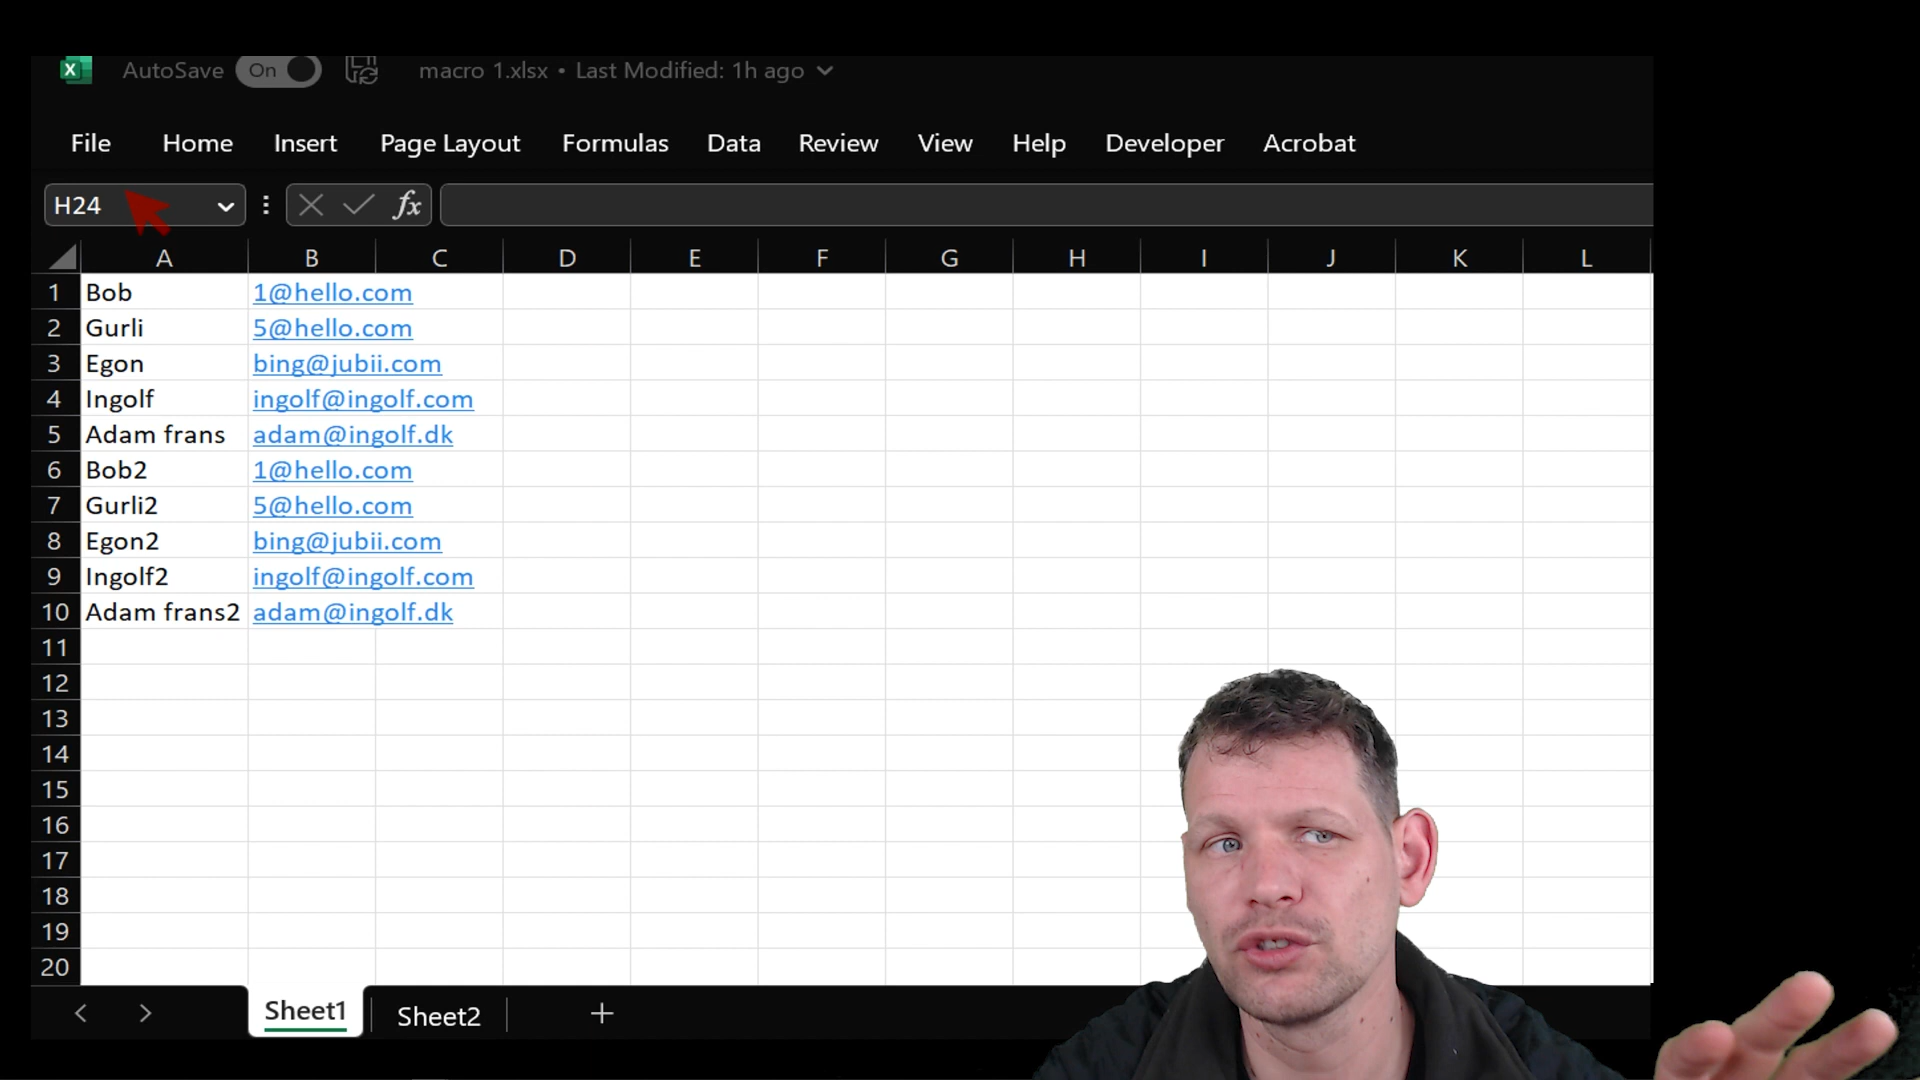 X AutoSave On macro 1.xlsx • Last Modified: 1h ago
File Home Insert Page Layout Formulas Data Review View Help Developer Acrobat
H24 fx
A B C D E F G H I J K L
1 Bob 1@hello.com
2 Gurli 5@hello.com
3 Egon bing@jubii.com
4 Ingolf ingolf@ingolf.com
5 Adam frans adam@ingolf.dk
6 Bob2 1@hello.com
7 Gurli2 5@hello.com
8 Egon2 bing@jubii.com
9 Ingolf2 ingolf@ingolf.com
10 Adam frans2 adam@ingolf.dk
11
12
13
14
15
16
17
18
19
20
Sheet1 Sheet2 +